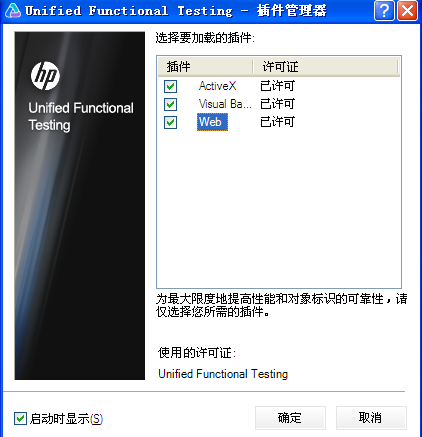 Unified Functional Testing - 插件管理器
选择要加载的插件:
插件 许可证
ActiveX 已许可
Visual Ba... 已许可
Web 已许可
hp
Unified Functional
Testing
为最大限度地提高性能和对象标识的可靠性，请
仅选择您所需的插件。
使用的许可证:
Unified Functional Testing
启动时显示(S)
确定 取消